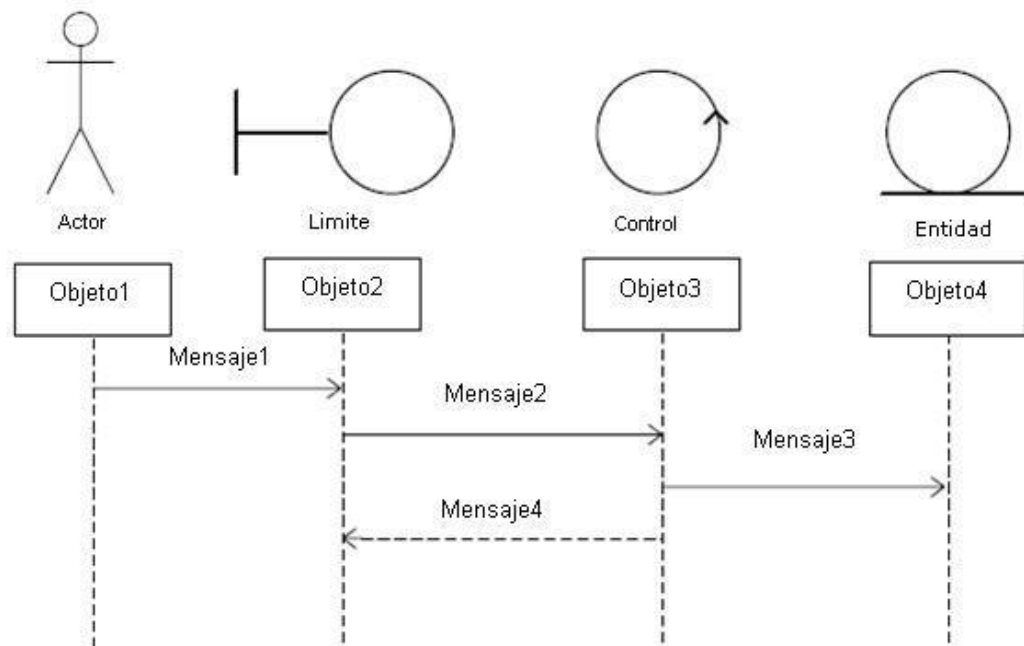 Actor
Limite
Control
Entidad
Objeto1
Objeto2
Objeto3
Objeto4
Mensaje1
Mensaje2
Mensaje3
Mensaje4